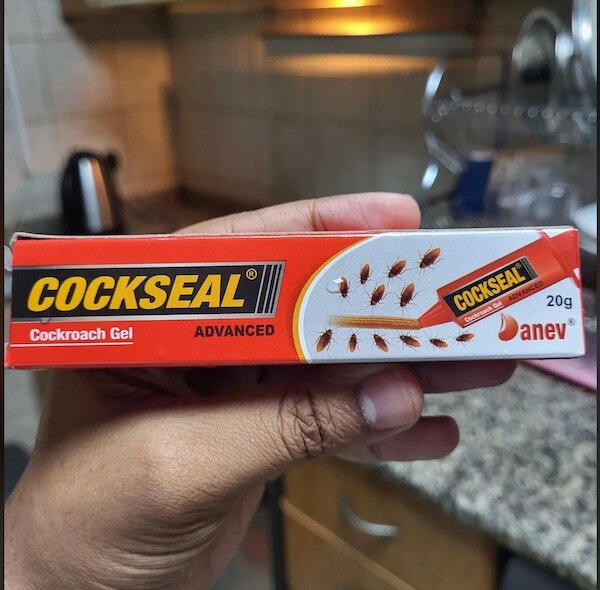 COCKSEAL®
Cockroach Gel
ADVANCED
COCKSEAL
Cockroach Gel
ADVANCED
20g
anev®